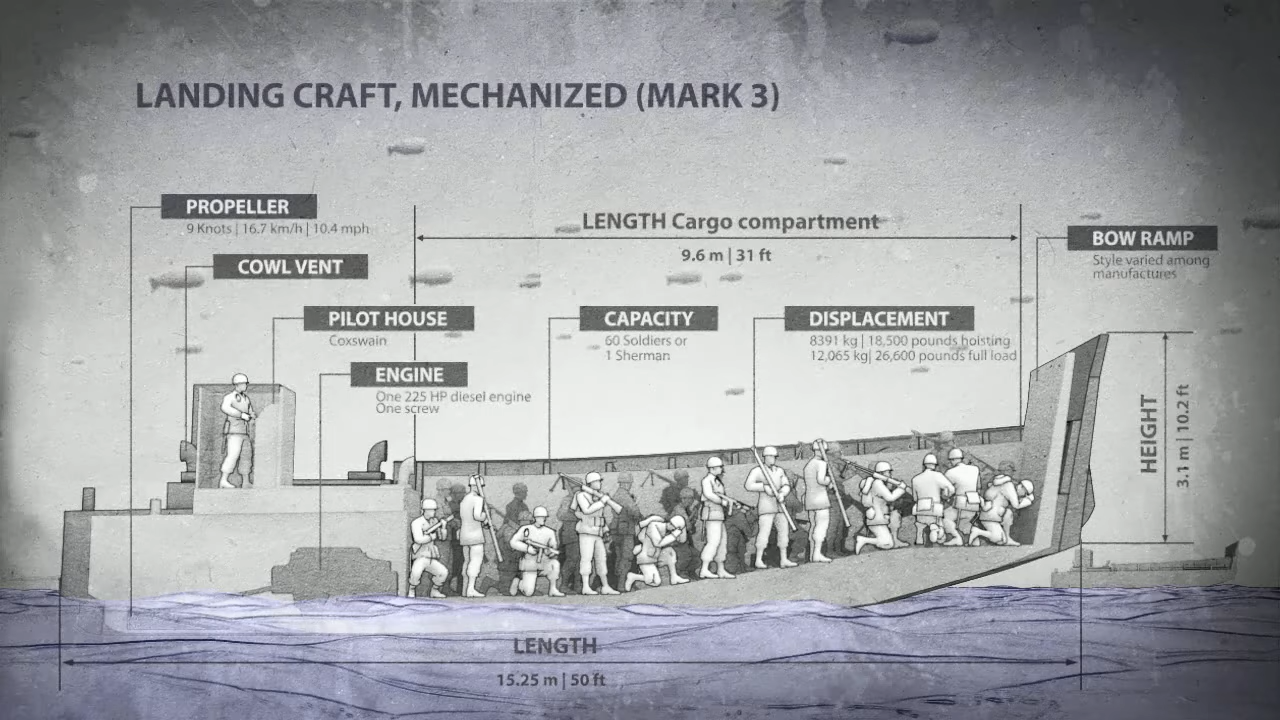 LANDING CRAFT, MECHANIZED (MARK 3)
PROPELLER
9 Knots | 16.7 km/h | 10.4 mph
COWL VENT
PILOT HOUSE
Coxswain
ENGINE
One 225 HP diesel engine
One screw
LENGTH Cargo compartment
9.6 m | 31 ft
CAPACITY
60 Soldiers or
1 Sherman
DISPLACEMENT
8391 kg | 18,500 pounds hoisting
12,065 kg| 26,600 pounds full load
BOW RAMP
Style varied among
manufactures
HEIGHT
3.1 m | 10.2 ft
LENGTH
15.25 m | 50 ft